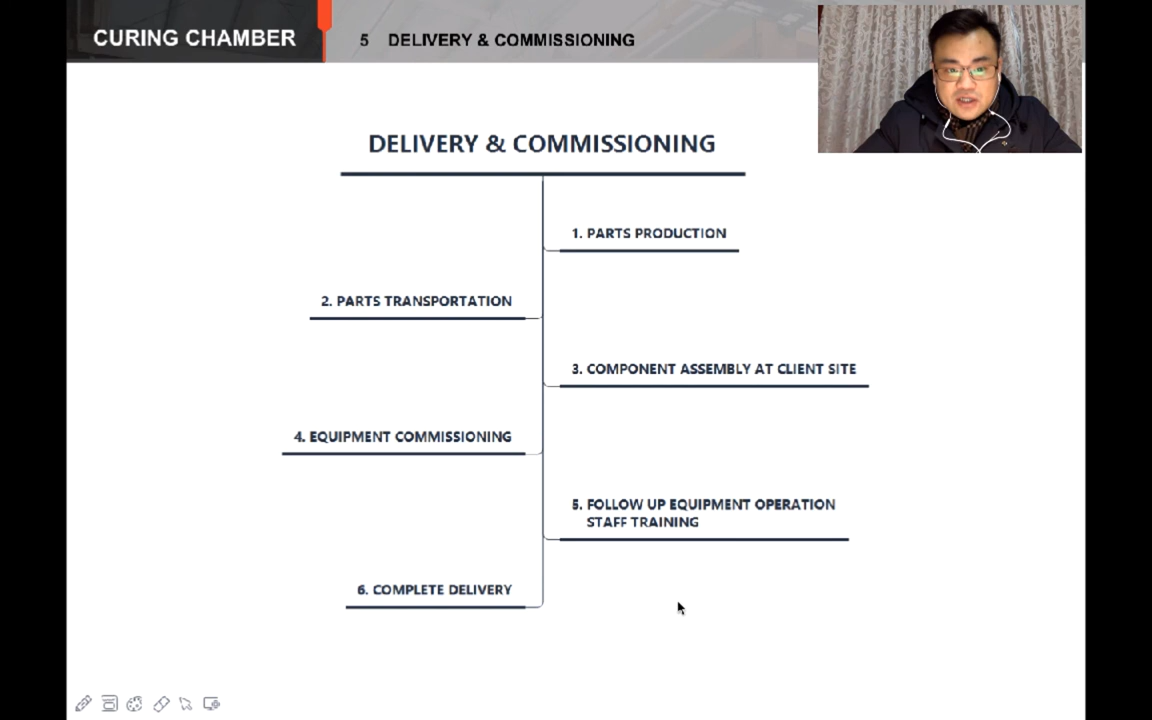 CURING CHAMBER
5 DELIVERY & COMMISSIONING
DELIVERY & COMMISSIONING
1. PARTS PRODUCTION
2. PARTS TRANSPORTATION
3. COMPONENT ASSEMBLY AT CLIENT SITE
4. EQUIPMENT COMMISSIONING
5. FOLLOW UP EQUIPMENT OPERATION
STAFF TRAINING
6. COMPLETE DELIVERY